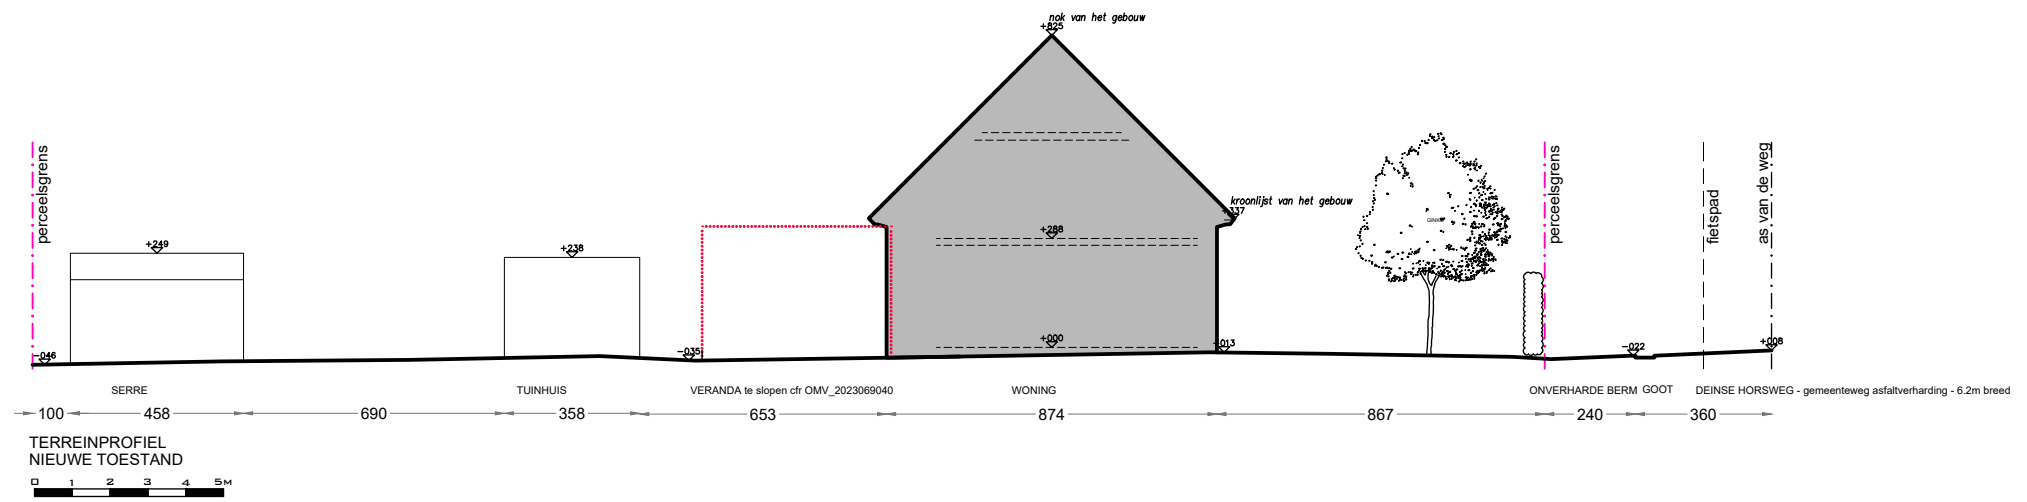 nok van het gebouw
+825
perceelsgrens
perceelsgrens
fietspad
as van de weg
kroonlijst van het gebouw
+337
GINKGO
+249
+238
+288
-046
-035
+000
-013
-022
+008
SERRE
TUINHUIS
VERANDA te slopen cfr OMV_2023069040
WONING
ONVERHARDE BERM
GOOT
DEINSE HORSWEG - gemeenteweg asfaltverharding - 6.2m breed
100
458
690
358
653
874
867
240
360
TERREINPROFIEL
NIEUWE TOESTAND
0 1 2 3 4 5M